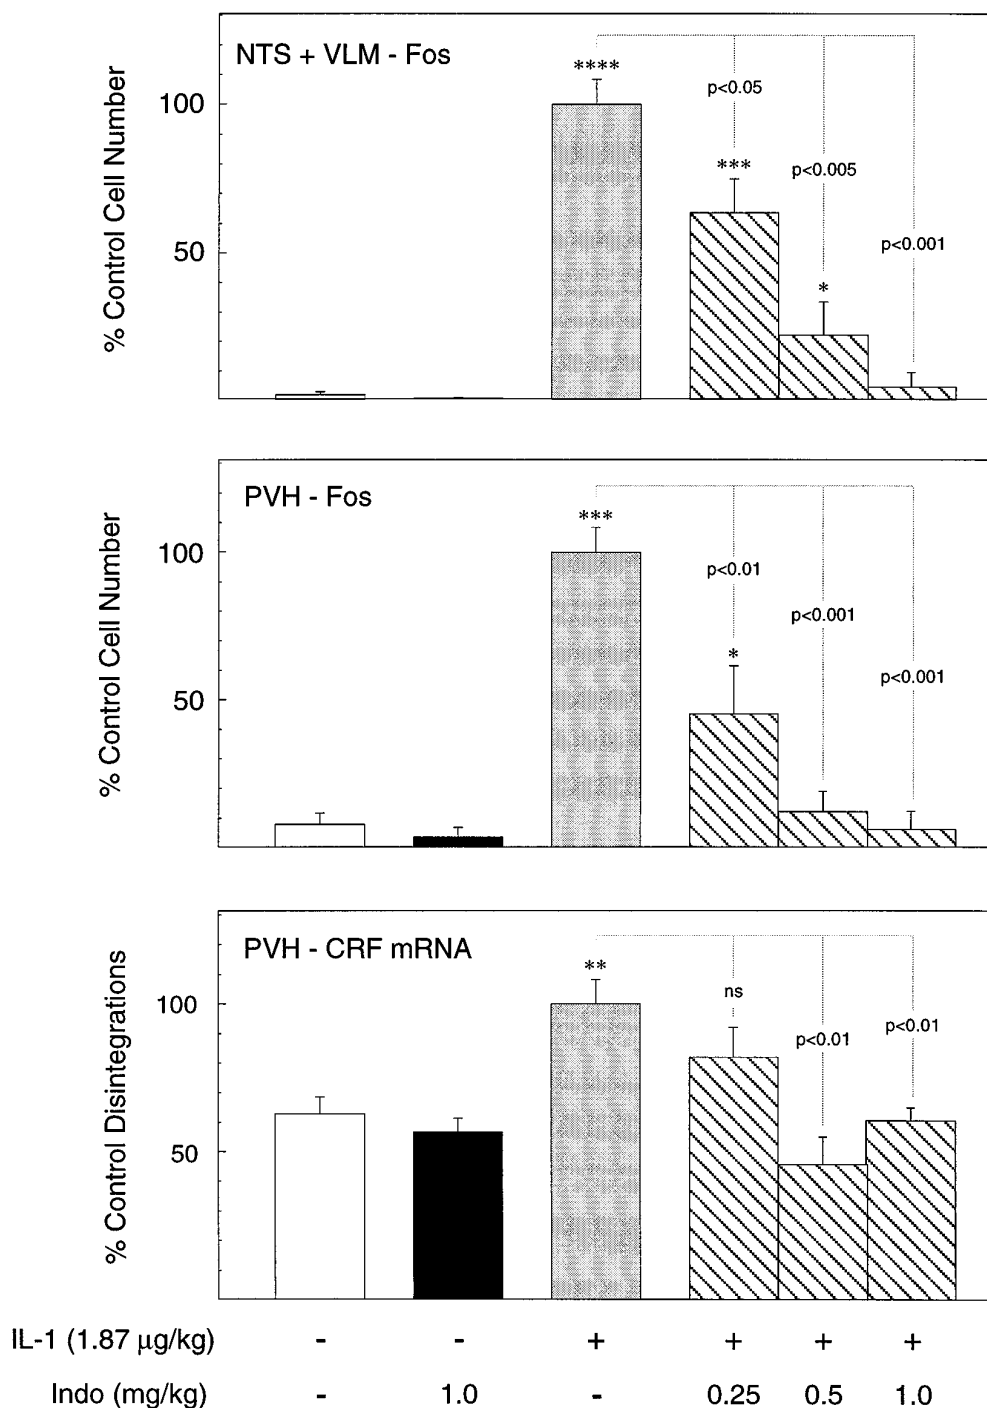 NTS + VLM - Fos
% Control Cell Number
100
50
****
***
*
p<0.05
p<0.005
p<0.001
PVH - Fos
% Control Cell Number
100
50
***
*
p<0.01
p<0.001
p<0.001
PVH - CRF mRNA
% Control Disintegrations
100
50
**
ns
p<0.01
p<0.01
IL-1 (1.87 μg/kg) - - + + + +
Indo (mg/kg) - 1.0 - 0.25 0.5 1.0